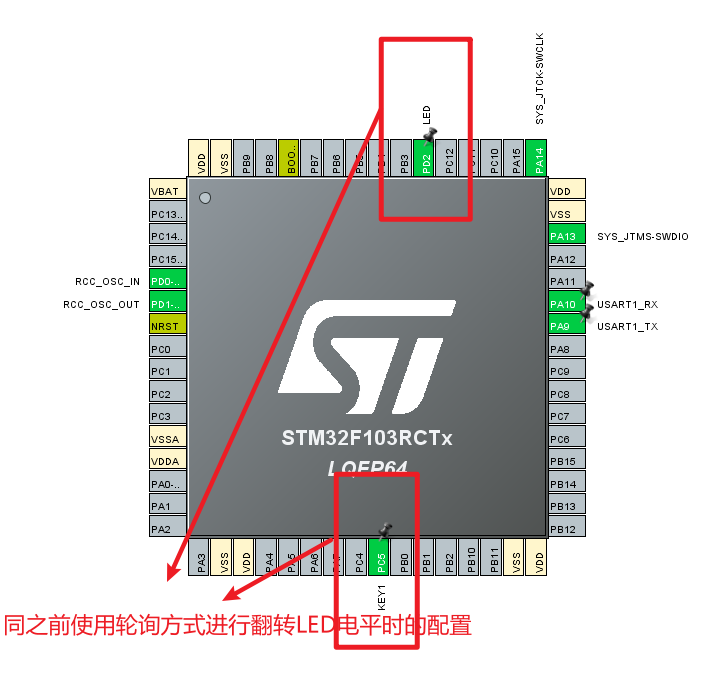 SYS_JTCK-SWCLK
LED
VDD
VSS
PB9
PB8
BOO..
PB7
PB6
PB3
PD2
PC12
PC10
PA15
PA14
VBAT
PC13..
PC14..
PC15..
RCC_OSC_IN PD0-..
RCC_OSC_OUT PD1-..
NRST
PC0
PC1
PC2
PC3
VSSA
VDDA
PA0-..
PA1
PA2
VDD
VSS
PA13 SYS_JTMS-SWDIO
PA12
PA11
PA10 USART1_RX
PA9 USART1_TX
PA8
PC9
PC8
PC7
PC6
PB15
PB14
PB13
PB12
STM32F103RCTx
LQFP64
PA3
VSS
VDD
PA4
PA5
PA6
PC4
PC5
PB0
PB1
PB2
PB10
PB11
VSS
VDD
KEY1
同之前使用轮询方式进行翻转LED电平时的配置